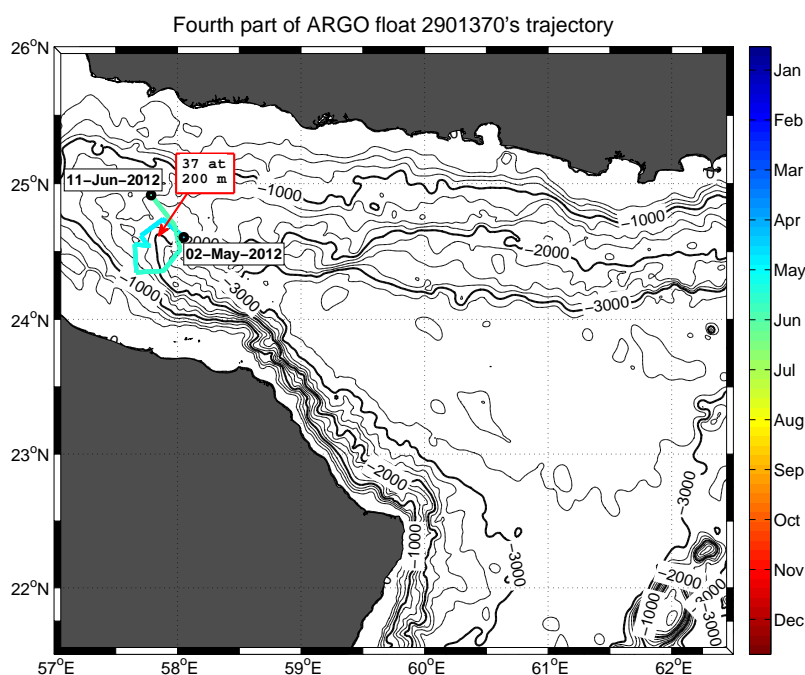 Fourth part of ARGO float 2901370's trajectory
26°N
25°N
24°N
23°N
22°N
57°E
58°E
59°E
60°E
61°E
62°E
11−Jun−2012
37 at
200 m
02−May−2012
−1000
−1000
−2000
−3000
−1000
−3000
−2000
−1000
−3000
−3000
−2000
−3000
−1000
−3000
Jan
Feb
Mar
Apr
May
Jun
Jul
Aug
Sep
Oct
Nov
Dec